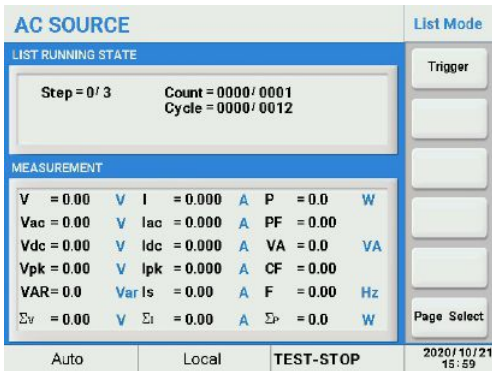 AC SOURCE
List Mode
LIST RUNNING STATE
Trigger
Step = 0/ 3 Count = 0000/ 0001
Cycle = 0000/ 0012
MEASUREMENT
V = 0.00 V I = 0.000 A P = 0.0 W
Vac = 0.00 V Iac = 0.000 A PF = 0.00
Vdc = 0.00 V Idc = 0.000 A VA = 0.0 VA
Vpk = 0.00 V Ipk = 0.000 A CF = 0.00
VAR= 0.0 Var Is = 0.00 A F = 0.00 Hz
Σv = 0.00 V Σı = 0.000 A Σᴘ = 0.0 W
Page Select
Auto Local TEST-STOP 2020/10/21
15:59